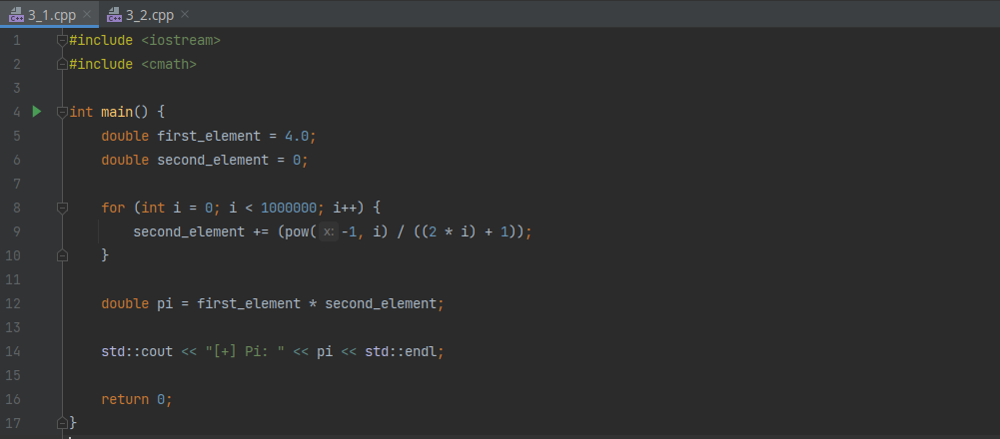 3_1.cpp 3_2.cpp
1 #include <iostream>
2 #include <cmath>
3
4 int main() {
5 double first_element = 4.0;
6 double second_element = 0;
7
8 for (int i = 0; i < 1000000; i++) {
9 second_element += (pow( x: -1, i) / ((2 * i) + 1));
10 }
11
12 double pi = first_element * second_element;
13
14 std::cout << "[+] Pi: " << pi << std::endl;
15
16 return 0;
17 }